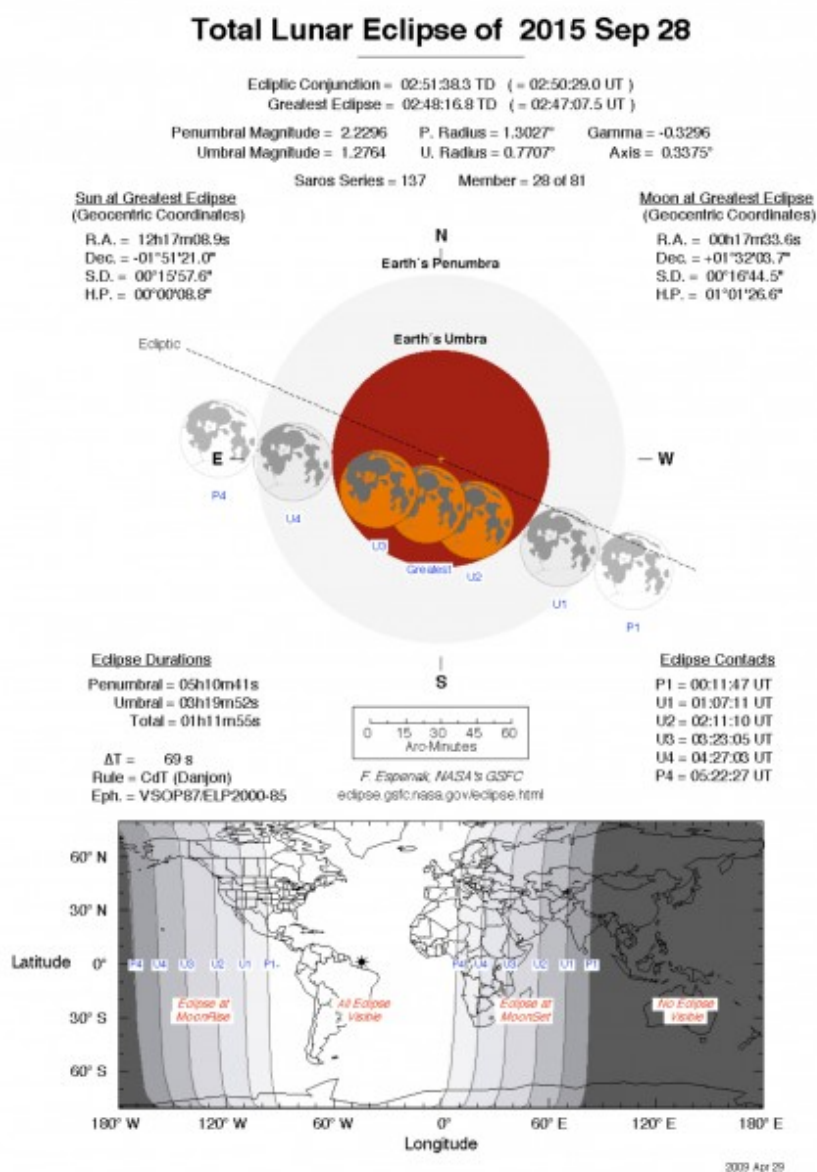 Total Lunar Eclipse of 2015 Sep 28
Ecliptic Conjunction = 02:51:38.3 TD ( = 02:50:29.0 UT )
Greatest Eclipse = 02:48:16.8 TD ( = 02:47:07.5 UT )
Penumbral Magnitude = 2.2296 P. Radius = 1.3027° Gamma = -0.3296
Umbral Magnitude = 1.2764 U. Radius = 0.7707° Axis = 0.3375°
Saros Series = 137 Member = 28 of 81
Sun at Greatest Eclipse
(Geocentric Coordinates)
R.A. = 12h17m08.9s
Dec. = -01°51'21.0"
S.D. = 00°15'57.6"
H.P. = 00°00'08.8"
Moon at Greatest Eclipse
(Geocentric Coordinates)
R.A. = 00h17m33.6s
Dec. = +01°32'03.7"
S.D. = 00°16'44.5"
H.P. = 01°01'26.6"
N
Earth's Penumbra
Earth's Umbra
Ecliptic
E
W
P4
U4
U3
Greatest
U2
U1
P1
S
Eclipse Durations
Penumbral = 05h10m41s
Umbral = 03h19m52s
Total = 01h11m55s
ΔT = 69 s
Rule = CdT (Danjon)
Eph. = VSOP87/ELP2000-85
0 15 30 45 60
Arc-Minutes
F. Espenak, NASA's GSFC
eclipse.gsfc.nasa.gov/eclipse.html
Eclipse Contacts
P1 = 00:11:47 UT
U1 = 01:07:11 UT
U2 = 02:11:10 UT
U3 = 03:23:05 UT
U4 = 04:27:03 UT
P4 = 05:22:27 UT
60° N
30° N
Latitude 0°
30° S
60° S
P4 U4 U3 U2 U1 P1 P4 U4 U3 U2 U1 P1
Eclipse at
MoonRise
All Eclipse
Visible
Eclipse at
MoonSet
No Eclipse
Visible
180° W 120° W 60° W 0° 60° E 120° E 180° E
Longitude
2009 Apr 29